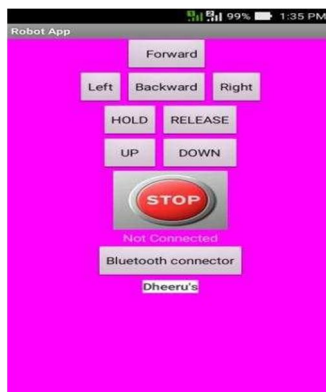 99% 1:35 PM
Robot App
Forward
Left Backward Right
HOLD RELEASE
UP DOWN
STOP
Not Connected
Bluetooth connector
Dheeru's